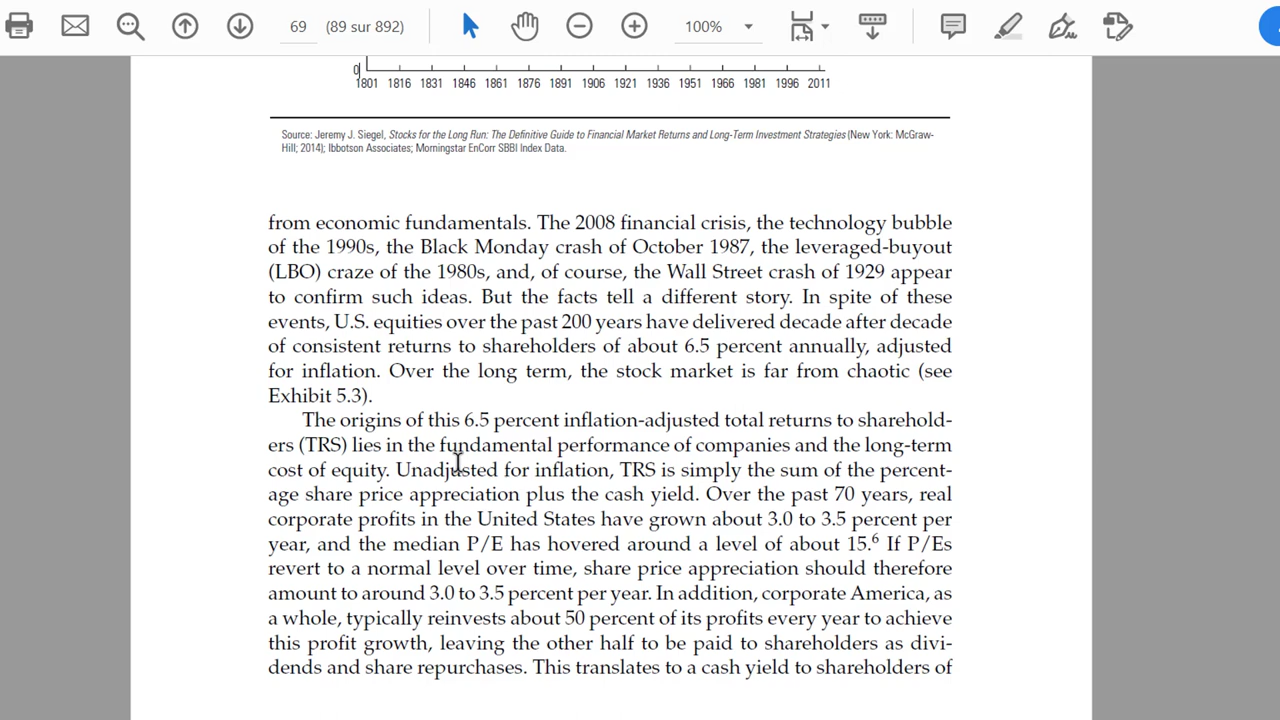 69 (89 sur 892) 100%
0
1801 1816 1831 1846 1861 1876 1891 1906 1921 1936 1951 1966 1981 1996 2011
Source: Jeremy J. Siegel, Stocks for the Long Run: The Definitive Guide to Financial Market Returns and Long-Term Investment Strategies (New York: McGraw-
Hill; 2014); Ibbotson Associates; Morningstar EnCorr SBBI Index Data.
from economic fundamentals. The 2008 financial crisis, the technology bubble
of the 1990s, the Black Monday crash of October 1987, the leveraged-buyout
(LBO) craze of the 1980s, and, of course, the Wall Street crash of 1929 appear
to confirm such ideas. But the facts tell a different story. In spite of these
events, U.S. equities over the past 200 years have delivered decade after decade
of consistent returns to shareholders of about 6.5 percent annually, adjusted
for inflation. Over the long term, the stock market is far from chaotic (see
Exhibit 5.3).
The origins of this 6.5 percent inflation-adjusted total returns to sharehold-
ers (TRS) lies in the fundamental performance of companies and the long-term
cost of equity. Unadjusted for inflation, TRS is simply the sum of the percent-
age share price appreciation plus the cash yield. Over the past 70 years, real
corporate profits in the United States have grown about 3.0 to 3.5 percent per
year, and the median P/E has hovered around a level of about 15.6 If P/Es
revert to a normal level over time, share price appreciation should therefore
amount to around 3.0 to 3.5 percent per year. In addition, corporate America, as
a whole, typically reinvests about 50 percent of its profits every year to achieve
this profit growth, leaving the other half to be paid to shareholders as divi-
dends and share repurchases. This translates to a cash yield to shareholders of